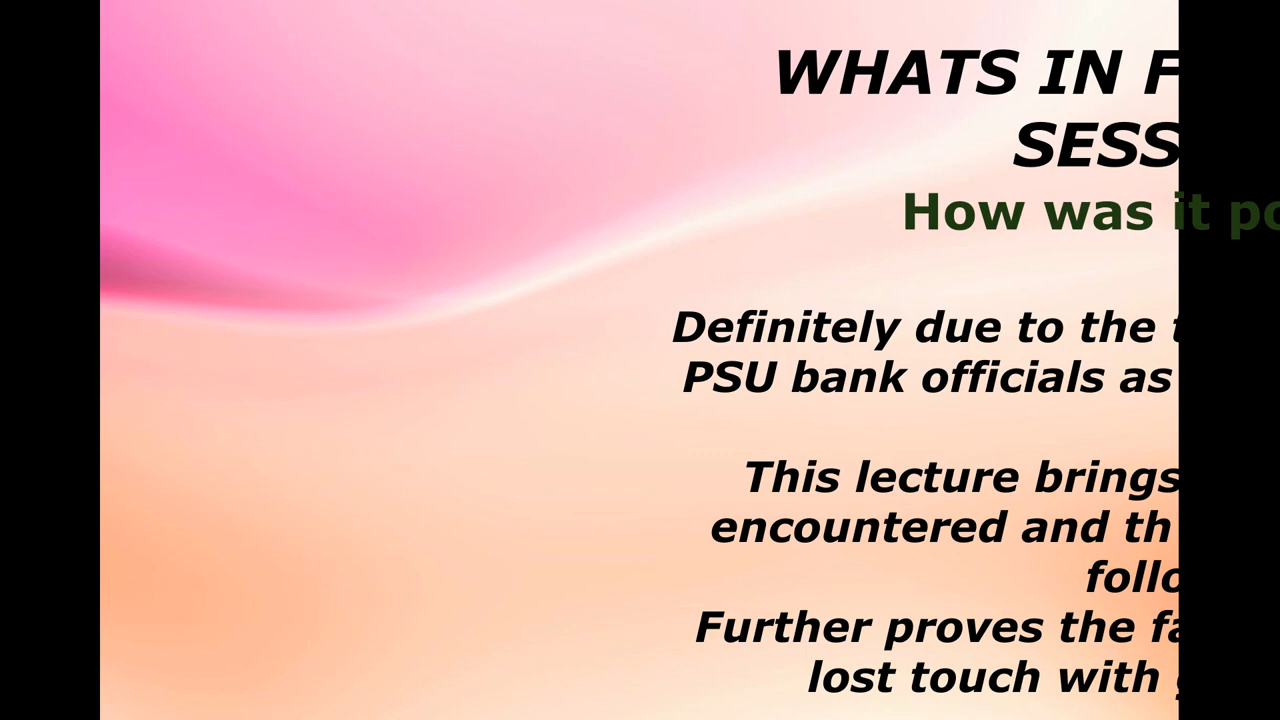 WHATS IN F
SESS
How was it po
Definitely due to the t
PSU bank officials as
This lecture brings
encountered and th
follo
Further proves the fa
lost touch with